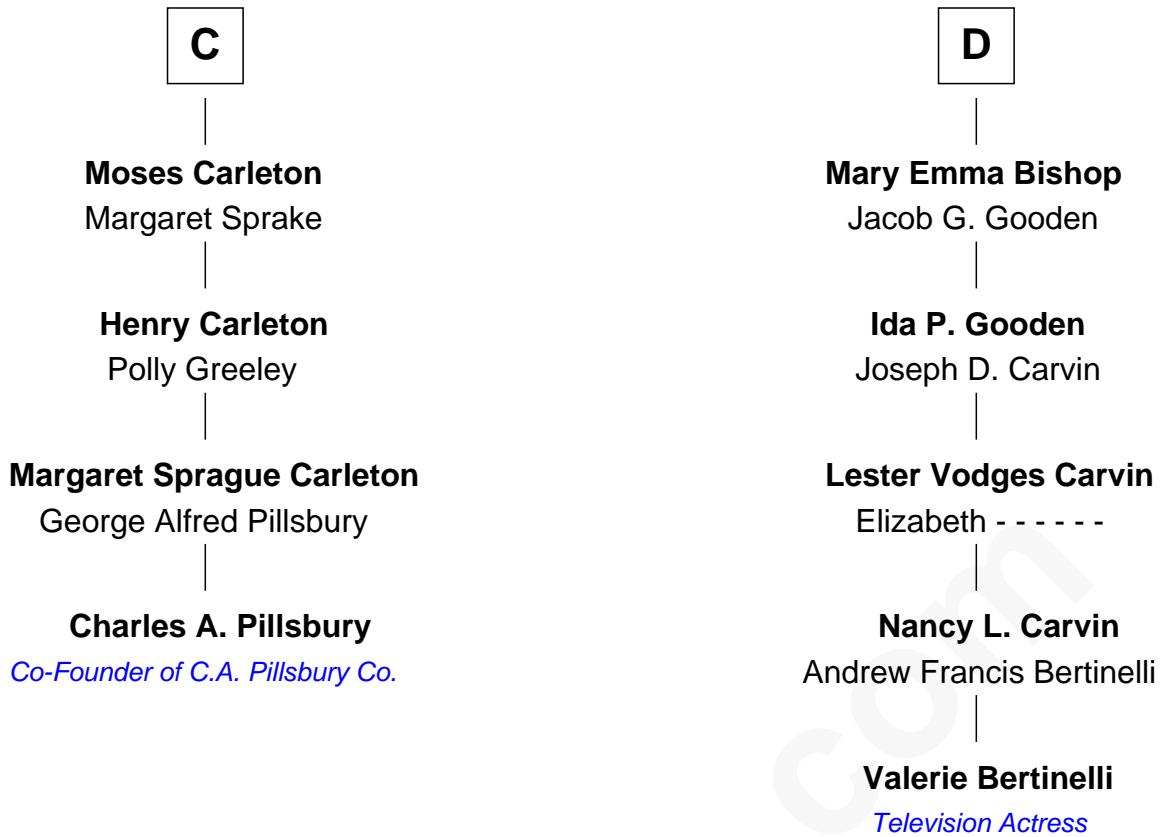 C
Moses Carleton
Margaret Sprake
Henry Carleton
Polly Greeley
Margaret Sprague Carleton
George Alfred Pillsbury
Charles A. Pillsbury
Co-Founder of C.A. Pillsbury Co.
D
Mary Emma Bishop
Jacob G. Gooden
Ida P. Gooden
Joseph D. Carvin
Lester Vodges Carvin
Elizabeth - - - - - -
Nancy L. Carvin
Andrew Francis Bertinelli
Valerie Bertinelli
Television Actress
com